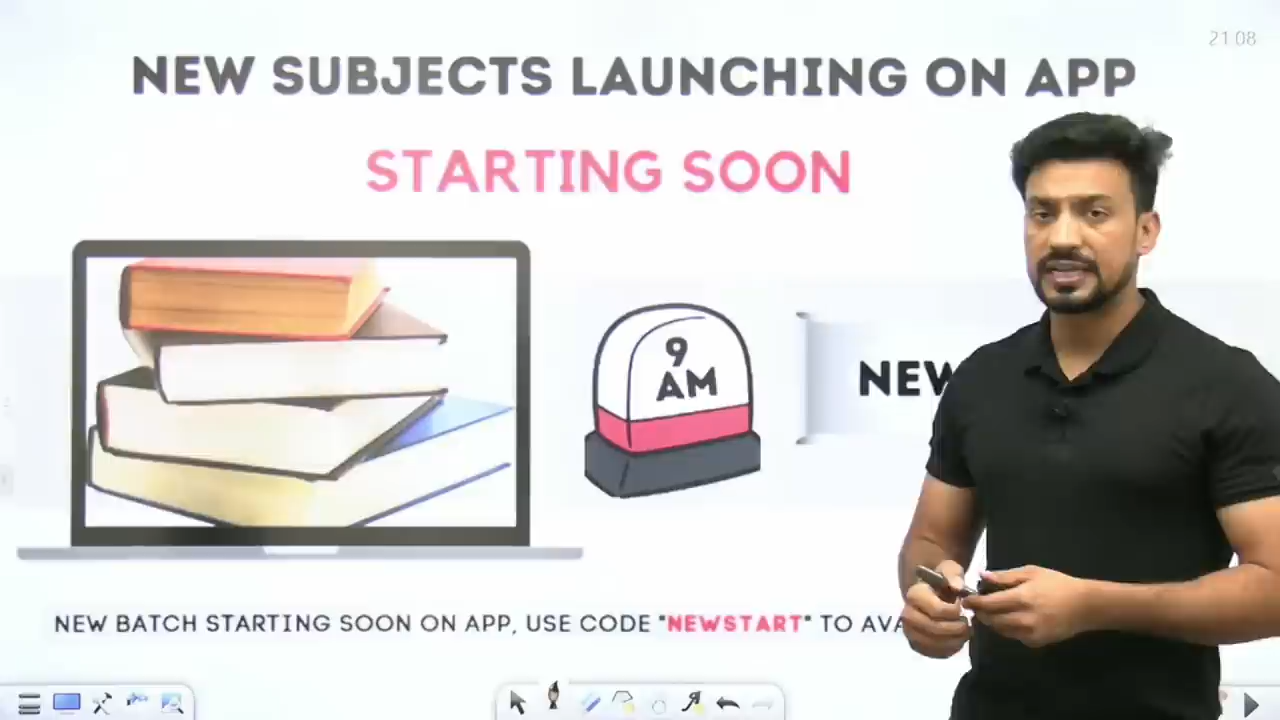 21:08
NEW SUBJECTS LAUNCHING ON APP
STARTING SOON
9
AM
NEW
NEW BATCH STARTING SOON ON APP, USE CODE "NEWSTART" TO AVA